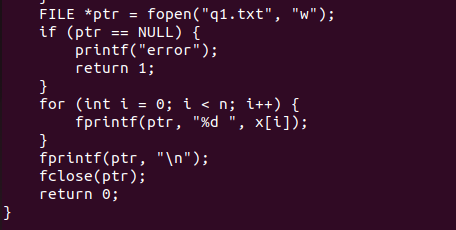 FILE *ptr = fopen("q1.txt", "w");
if (ptr == NULL) {
printf("error");
return 1;
}
for (int i = 0; i < n; i++) {
fprintf(ptr, "%d ", x[i]);
}
fprintf(ptr, "\n");
fclose(ptr);
return 0;
}